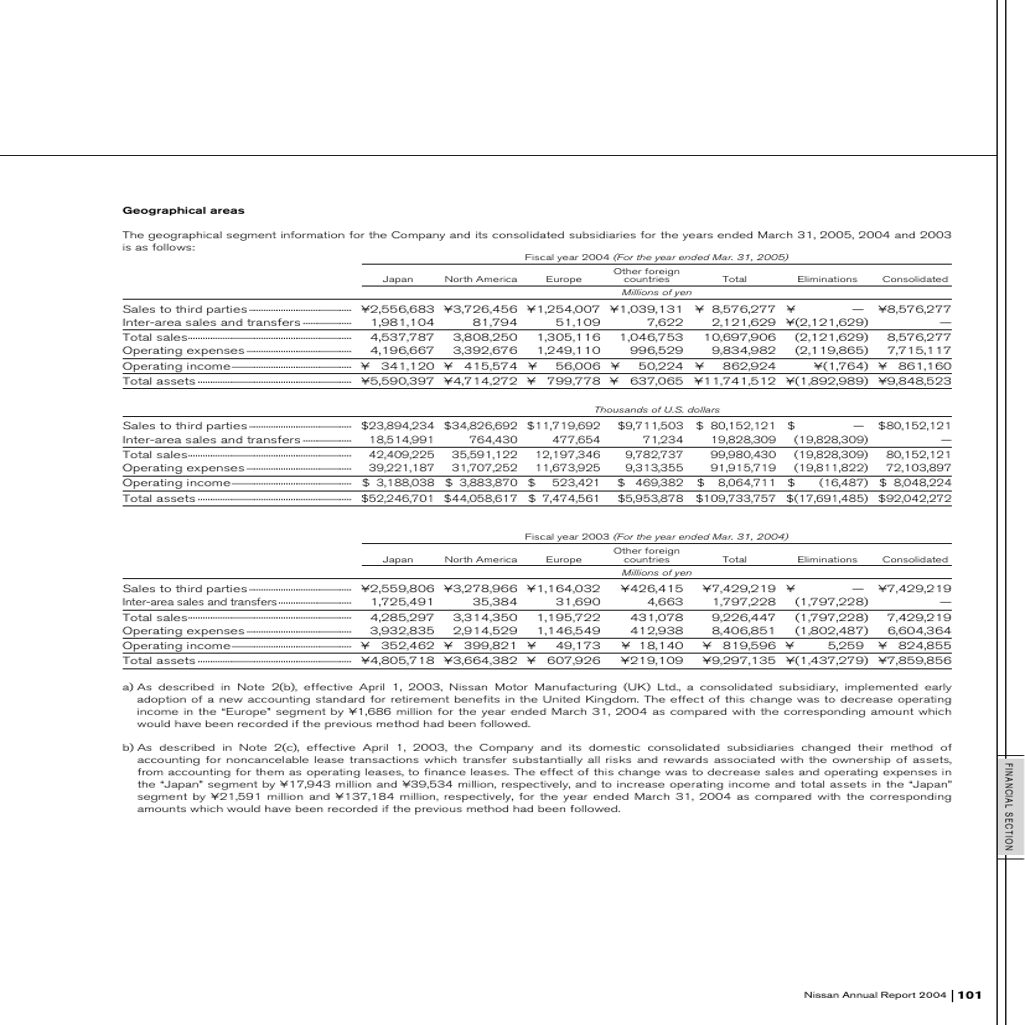 Geographical areas
The geographical segment information for the Company and its consolidated subsidiaries for the years ended March 31, 2005, 2004 and 2003
is as follows:
Fiscal year 2004 (For the year ended Mar. 31, 2005)
Japan North America Europe Other foreign countries Total Eliminations Consolidated
Millions of yen
Sales to third parties ¥2,556,683 ¥3,726,456 ¥1,254,007 ¥1,039,131 ¥ 8,576,277 ¥ — ¥8,576,277
Inter-area sales and transfers 1,981,104 81,794 51,109 7,622 2,121,629 ¥(2,121,629) —
Total sales 4,537,787 3,808,250 1,305,116 1,046,753 10,697,906 (2,121,629) 8,576,277
Operating expenses 4,196,667 3,392,676 1,249,110 996,529 9,834,982 (2,119,865) 7,715,117
Operating income ¥ 341,120 ¥ 415,574 ¥ 56,006 ¥ 50,224 ¥ 862,924 ¥(1,764) ¥ 861,160
Total assets ¥5,590,397 ¥4,714,272 ¥ 799,778 ¥ 637,065 ¥11,741,512 ¥(1,892,989) ¥9,848,523
Thousands of U.S. dollars
Sales to third parties $23,894,234 $34,826,692 $11,719,692 $9,711,503 $ 80,152,121 $ — $80,152,121
Inter-area sales and transfers 18,514,991 764,430 477,654 71,234 19,828,309 (19,828,309) —
Total sales 42,409,225 35,591,122 12,197,346 9,782,737 99,980,430 (19,828,309) 80,152,121
Operating expenses 39,221,187 31,707,252 11,673,925 9,313,355 91,915,719 (19,811,822) 72,103,897
Operating income $ 3,188,038 $ 3,883,870 $ 523,421 $ 469,382 $ 8,064,711 $ (16,487) $ 8,048,224
Total assets $52,246,701 $44,058,617 $ 7,474,561 $5,953,878 $109,733,757 $(17,691,485) $92,042,272
Fiscal year 2003 (For the year ended Mar. 31, 2004)
Japan North America Europe Other foreign countries Total Eliminations Consolidated
Millions of yen
Sales to third parties ¥2,559,806 ¥3,278,966 ¥1,164,032 ¥426,415 ¥7,429,219 ¥ — ¥7,429,219
Inter-area sales and transfers 1,725,491 35,384 31,690 4,663 1,797,228 (1,797,228) —
Total sales 4,285,297 3,314,350 1,195,722 431,078 9,226,447 (1,797,228) 7,429,219
Operating expenses 3,932,835 2,914,529 1,146,549 412,938 8,406,851 (1,802,487) 6,604,364
Operating income ¥ 352,462 ¥ 399,821 ¥ 49,173 ¥ 18,140 ¥ 819,596 ¥ 5,259 ¥ 824,855
Total assets ¥4,805,718 ¥3,664,382 ¥ 607,926 ¥219,109 ¥9,297,135 ¥(1,437,279) ¥7,859,856
a) As described in Note 2(b), effective April 1, 2003, Nissan Motor Manufacturing (UK) Ltd., a consolidated subsidiary, implemented early
adoption of a new accounting standard for retirement benefits in the United Kingdom. The effect of this change was to decrease operating
income in the “Europe” segment by ¥1,686 million for the year ended March 31, 2004 as compared with the corresponding amount which
would have been recorded if the previous method had been followed.
b) As described in Note 2(c), effective April 1, 2003, the Company and its domestic consolidated subsidiaries changed their method of
accounting for noncancelable lease transactions which transfer substantially all risks and rewards associated with the ownership of assets,
from accounting for them as operating leases, to finance leases. The effect of this change was to decrease sales and operating expenses in
the “Japan” segment by ¥17,943 million and ¥39,534 million, respectively, and to increase operating income and total assets in the “Japan”
segment by ¥21,591 million and ¥137,184 million, respectively, for the year ended March 31, 2004 as compared with the corresponding
amounts which would have been recorded if the previous method had been followed.
FINANCIAL SECTION
Nissan Annual Report 2004 101